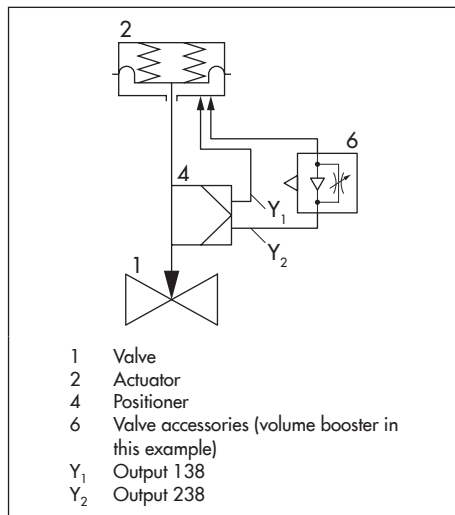 2
6
4
Y₁
Y₂
1
1 Valve
2 Actuator
4 Positioner
6 Valve accessories (volume booster in
this example)
Y₁ Output 138
Y₂ Output 238